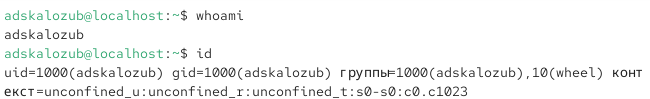 adskalozub@localhost:~$ whoami
adskalozub
adskalozub@localhost:~$ id
uid=1000(adskalozub) gid=1000(adskalozub) группы=1000(adskalozub),10(wheel) конт
екст=unconfined_u:unconfined_r:unconfined_t:s0-s0:c0.c1023